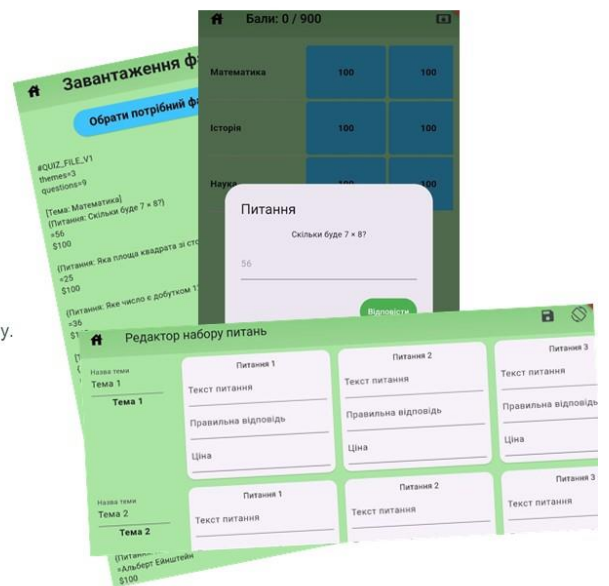 у.
Завантаження ф
Обрати потрібний фа
#QUIZ_FILE_V1
themes=3
questions=9
[Тема: Математика]
(Питання: Скільки буде 7 × 8?)
=56
$100
(Питання: Яка площа квадрата зі сто
=25
$100
(Питання: Яке число є добутком 1
=36
Бали: 0 / 900
Математика
100
100
Історія
100
100
Наука
100
100
Питання
Скільки буде 7 × 8?
56
Відповісти
Редактор набору питань
Назва теми
Тема 1
Тема 1
Питання 1
Текст питання
Правильна відповідь
Ціна
Питання 2
Текст питання
Правильна відповідь
Ціна
Питання 3
Текст питання
Правильна відповідь
Ціна
Назва теми
Тема 2
Тема 2
Питання 1
Текст питання
Питання 2
Текст питання
Питання 3
Текст питання
=Альберт Ейнштейн
$100